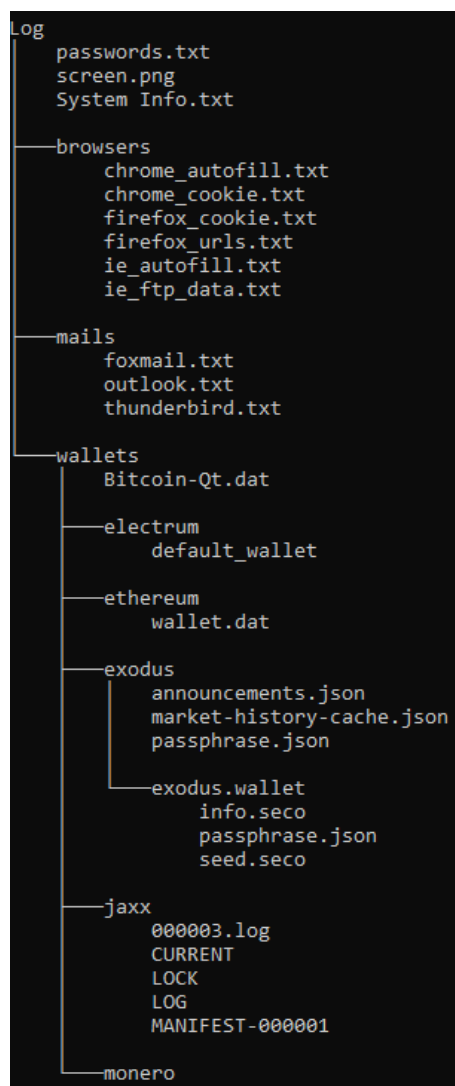 Log
passwords.txt
screen.png
System Info.txt
browsers
chrome_autofill.txt
chrome_cookie.txt
firefox_cookie.txt
firefox_urls.txt
ie_autofill.txt
ie_ftp_data.txt
mails
foxmail.txt
outlook.txt
thunderbird.txt
wallets
Bitcoin-Qt.dat
electrum
default_wallet
ethereum
wallet.dat
exodus
announcements.json
market-history-cache.json
passphrase.json
exodus.wallet
info.seco
passphrase.json
seed.seco
jaxx
000003.log
CURRENT
LOCK
LOG
MANIFEST-000001
monero